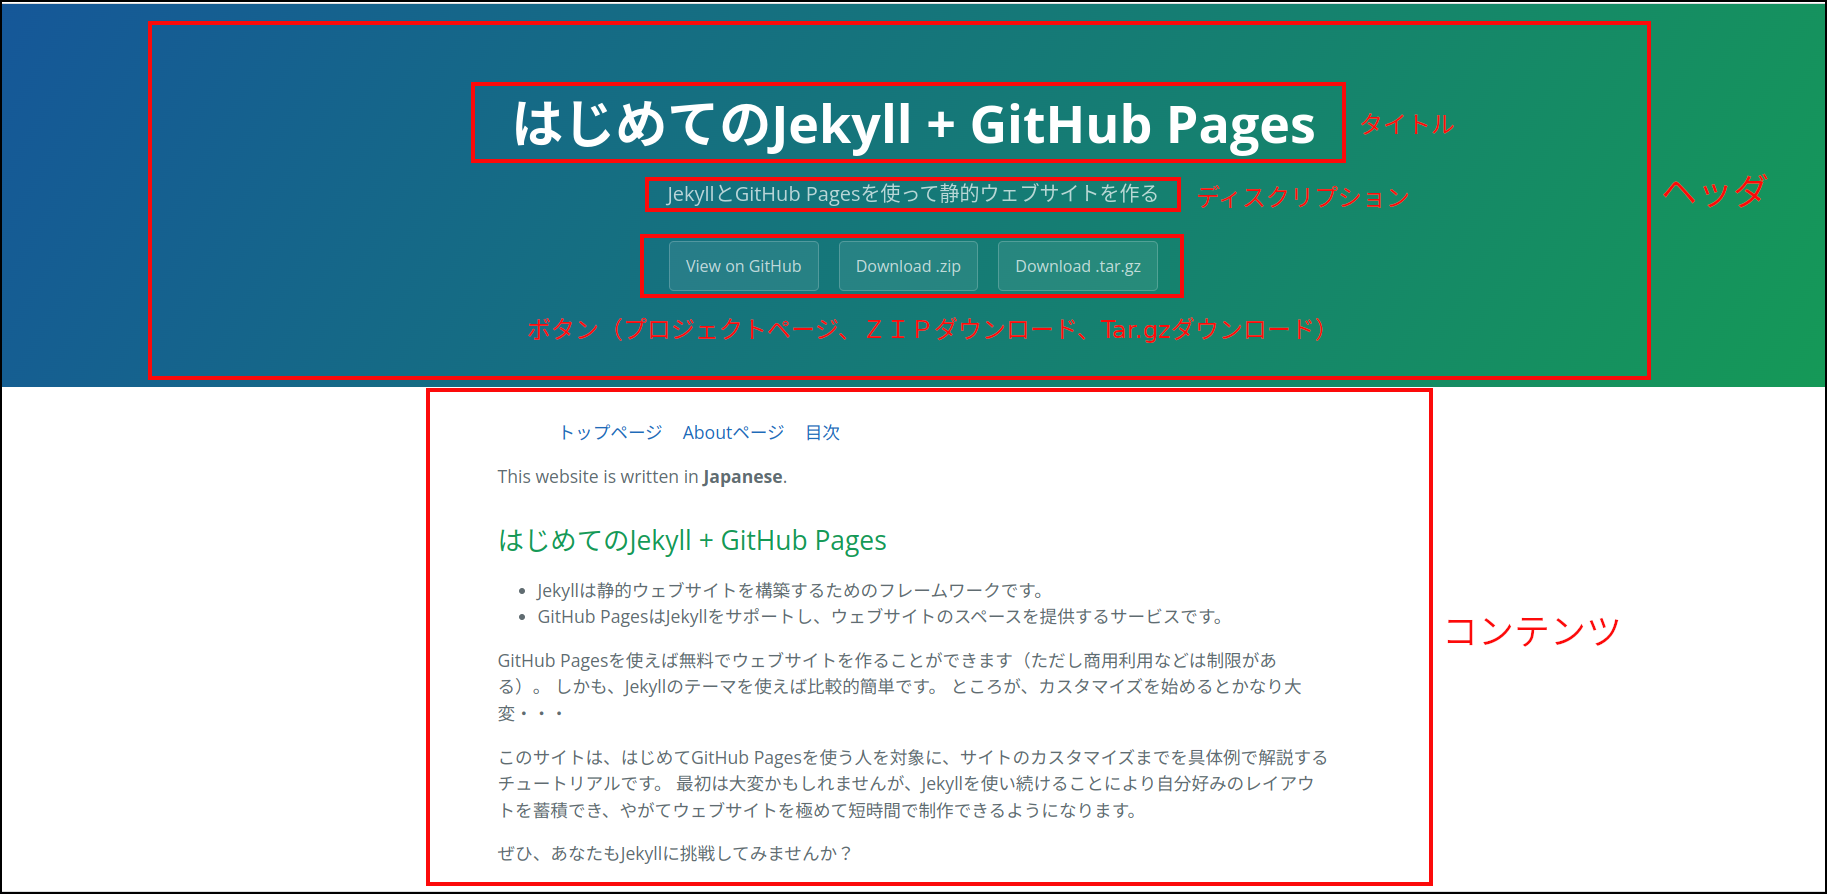 はじめてのJekyll + GitHub Pages
タイトル
JekyllとGitHub Pagesを使って静的ウェブサイトを作る
ディスクリプション
ヘッダ
View on GitHub
Download .zip
Download .tar.gz
ボタン（プロジェクトページ、ＺＩＰダウンロード、Tar.gzダウンロード）
トップページ Aboutページ 目次
This website is written in Japanese.
はじめてのJekyll + GitHub Pages
• Jekyllは静的ウェブサイトを構築するためのフレームワークです。
• GitHub PagesはJekyllをサポートし、ウェブサイトのスペースを提供するサービスです。
コンテンツ
GitHub Pagesを使えば無料でウェブサイトを作ることができます（ただし商用利用などは制限があ
る）。 しかも、Jekyllのテーマを使えば比較的簡単です。 ところが、カスタマイズを始めるとかなり大
変・・・
このサイトは、はじめてGitHub Pagesを使う人を対象に、サイトのカスタマイズまでを具体例で解説する
チュートリアルです。 最初は大変かもしれませんが、Jekyllを使い続けることにより自分好みのレイアウ
トを蓄積でき、やがてウェブサイトを極めて短時間で制作できるようになります。
ぜひ、あなたもJekyllに挑戦してみませんか？